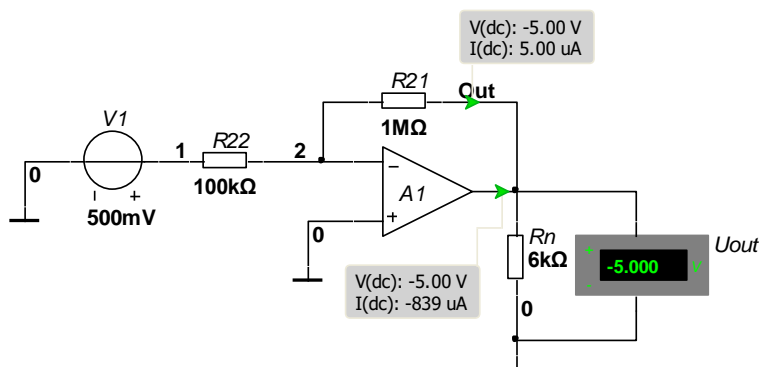 V(dc): -5.00 V
I(dc): 5.00 uA
R21
Out
1MΩ
V1
1
R22
2
0
100kΩ
500mV
−
+
A1
0
− +
Rn
6kΩ
0
Uout
+
-5.000 V
-
V(dc): -5.00 V
I(dc): -839 uA